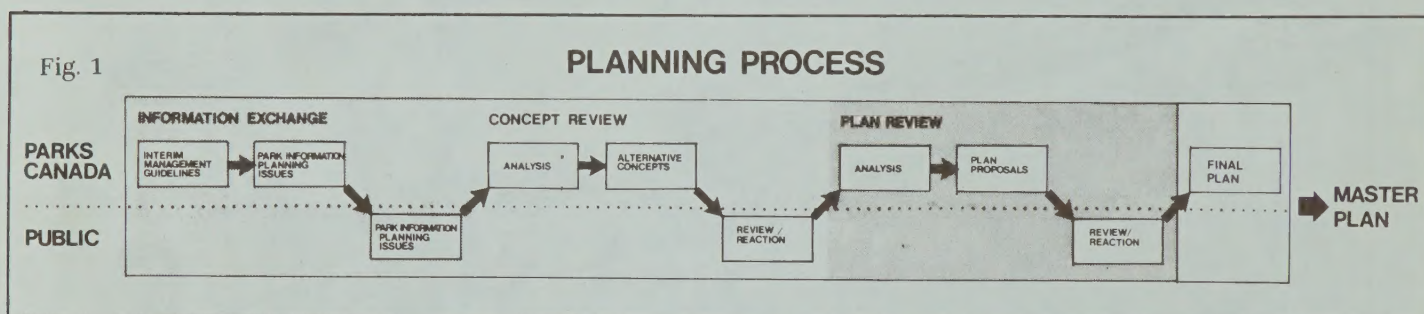 Fig. 1
PLANNING PROCESS
INFORMATION EXCHANGE
CONCEPT REVIEW
PLAN REVIEW
PARKS
CANADA
INTERIM
MANAGEMENT
GUIDELINES
PARK INFORMATION
PLANNING
ISSUES
ANALYSIS
ALTERNATIVE
CONCEPTS
ANALYSIS
PLAN
PROPOSALS
FINAL
PLAN
MASTER
PLAN
PUBLIC
PARK INFORMATION
PLANNING
ISSUES
REVIEW /
REACTION
REVIEW/
REACTION